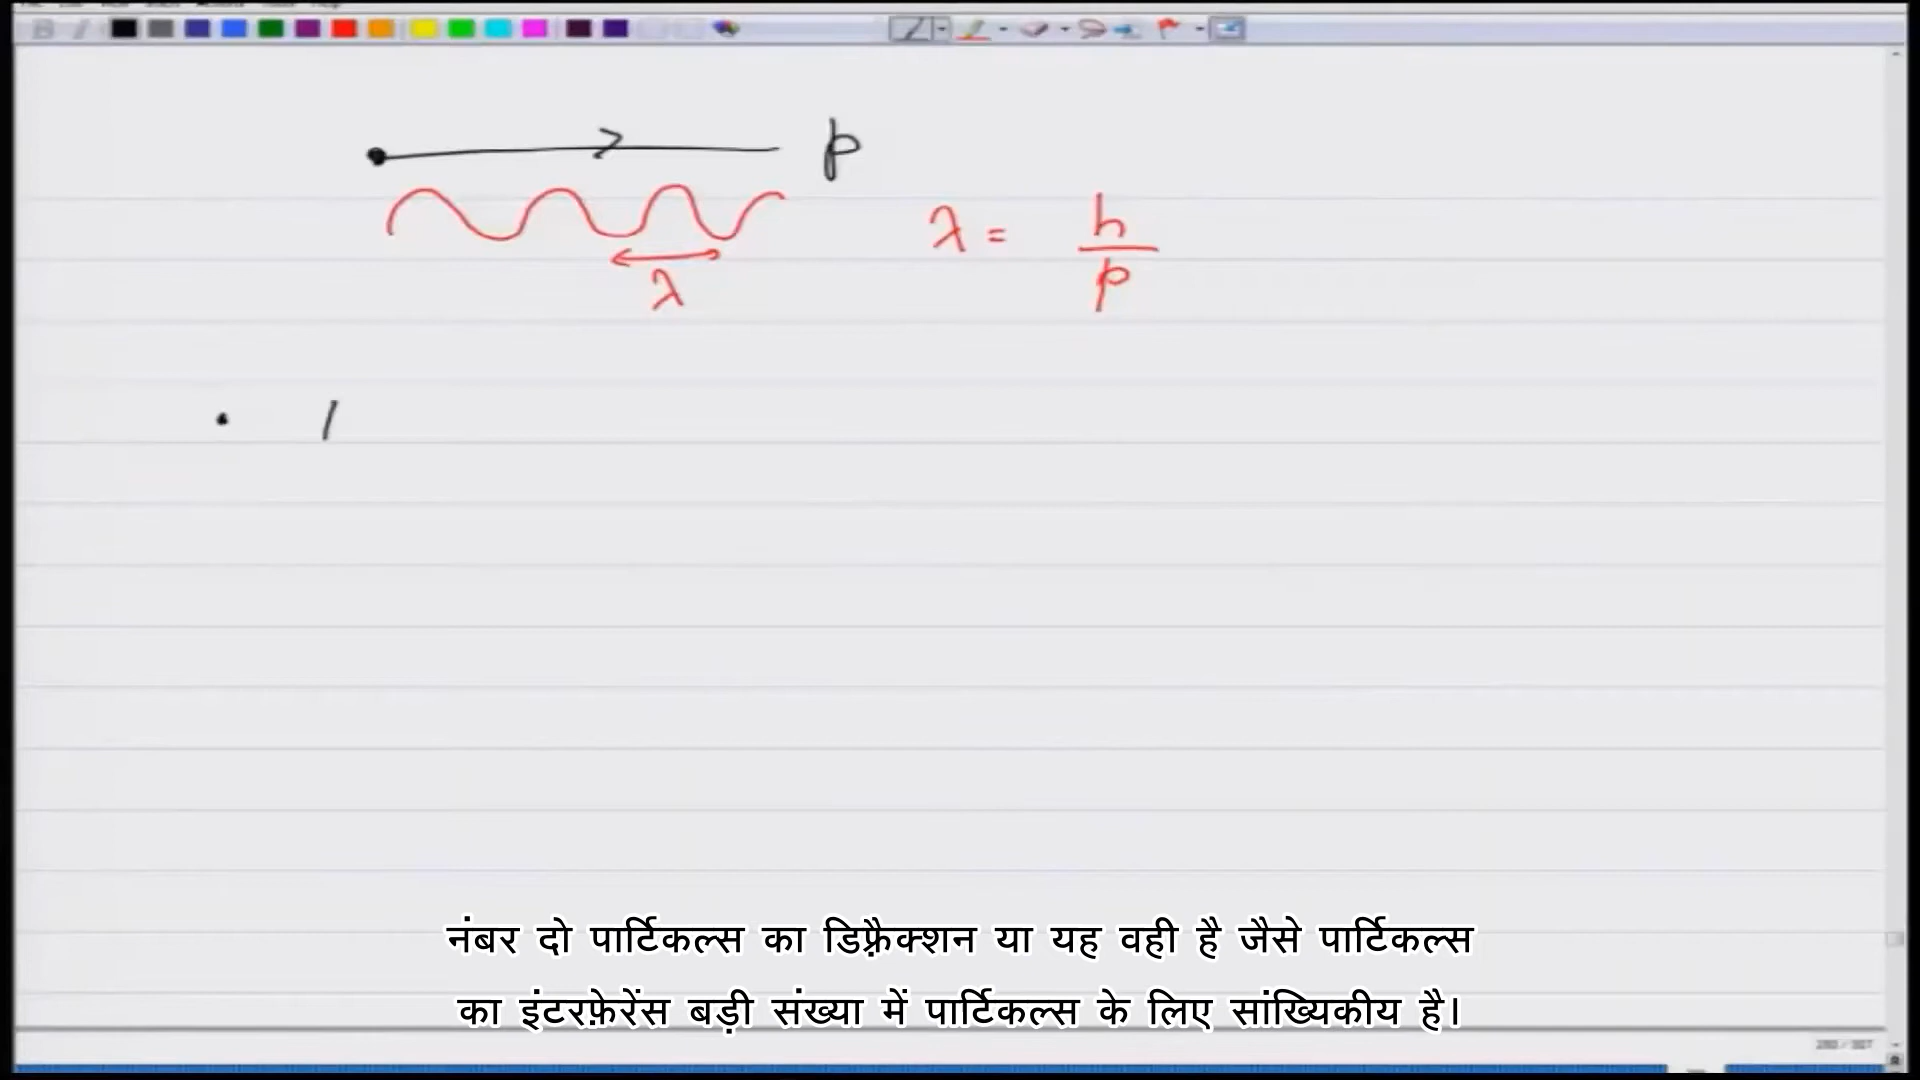 p
λ = h/p
λ
नंबर दो पार्टिकल्स का डिफ़्रैक्शन या यह वही है जैसे पार्टिकल्स
का इंटरफ़ेरेंस बड़ी संख्या में पार्टिकल्स के लिए सांख्यिकीय है।